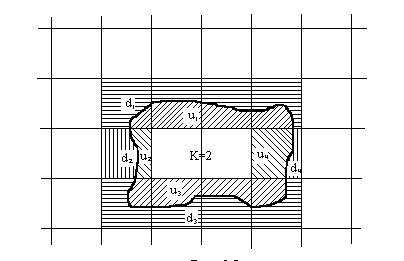 d₁
u₁
d₂ u₂ K=2 u₄ d₄
u₃
d₃